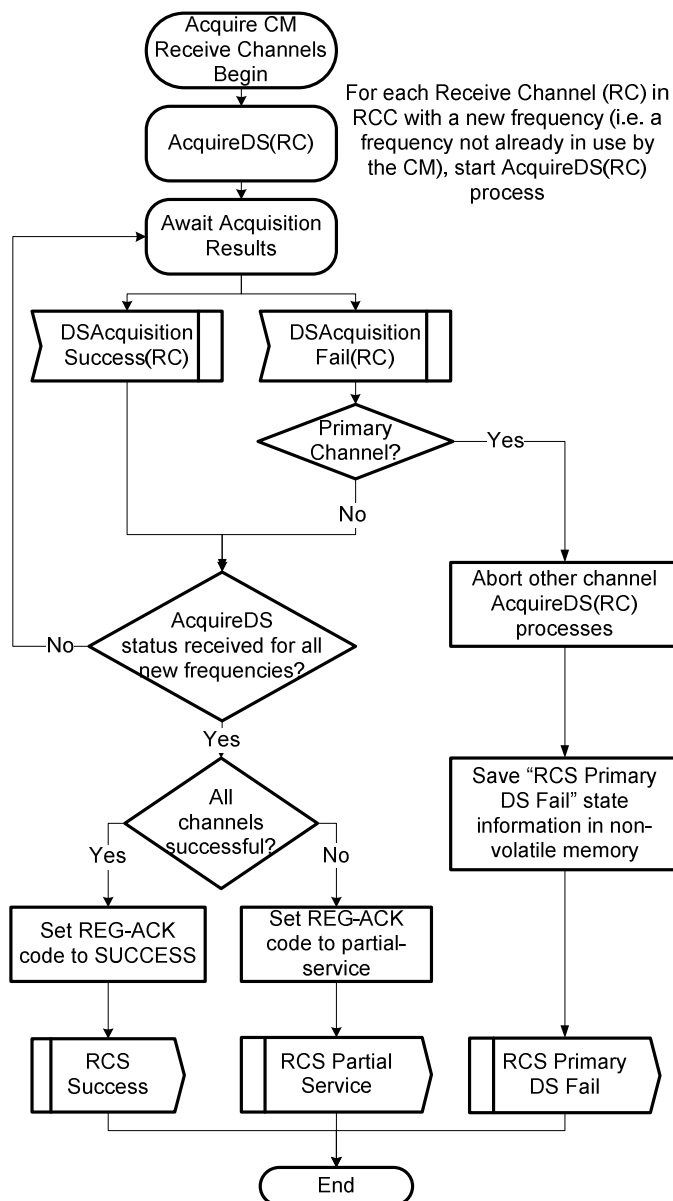 Acquire CM
Receive Channels
Begin
For each Receive Channel (RC) in
RCC with a new frequency (i.e. a
frequency not already in use by
the CM), start AcquireDS(RC)
process
AcquireDS(RC)
Await Acquisition
Results
DSAcquisition
Success(RC)
DSAcquisition
Fail(RC)
Primary
Channel?
Yes
No
Abort other channel
AcquireDS(RC)
processes
AcquireDS
status received for all
new frequencies?
No
Yes
Save “RCS Primary
DS Fail” state
information in non-
volatile memory
All
channels
successful?
Yes
No
Set REG-ACK
code to SUCCESS
Set REG-ACK
code to partial-
service
RCS
Success
RCS Partial
Service
RCS Primary
DS Fail
End